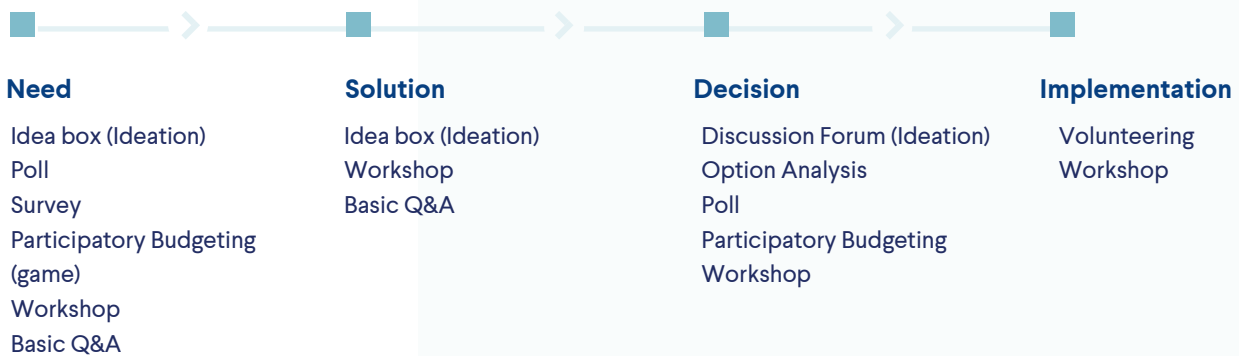 Need
Idea box (Ideation)
Poll
Survey
Participatory Budgeting
(game)
Workshop
Basic Q&A
Solution
Idea box (Ideation)
Workshop
Basic Q&A
Decision
Discussion Forum (Ideation)
Option Analysis
Poll
Participatory Budgeting
Workshop
Implementation
Volunteering
Workshop